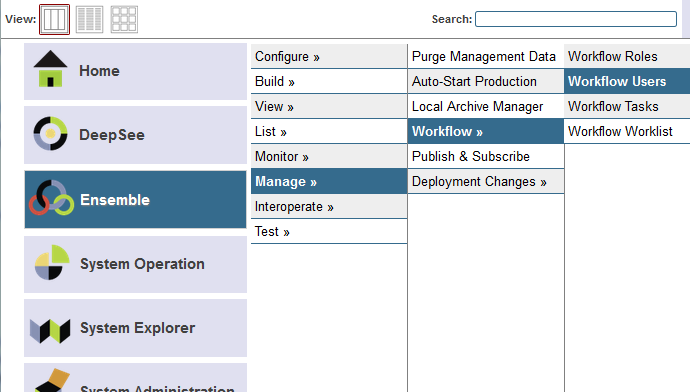 View:
Search:
Home
DeepSee
Ensemble
System Operation
System Explorer
System Administration
Configure »
Build »
View »
List »
Monitor »
Manage »
Interoperate »
Test »
Purge Management Data
Auto-Start Production
Local Archive Manager
Workflow »
Publish & Subscribe
Deployment Changes »
Workflow Roles
Workflow Users
Workflow Tasks
Workflow Worklist